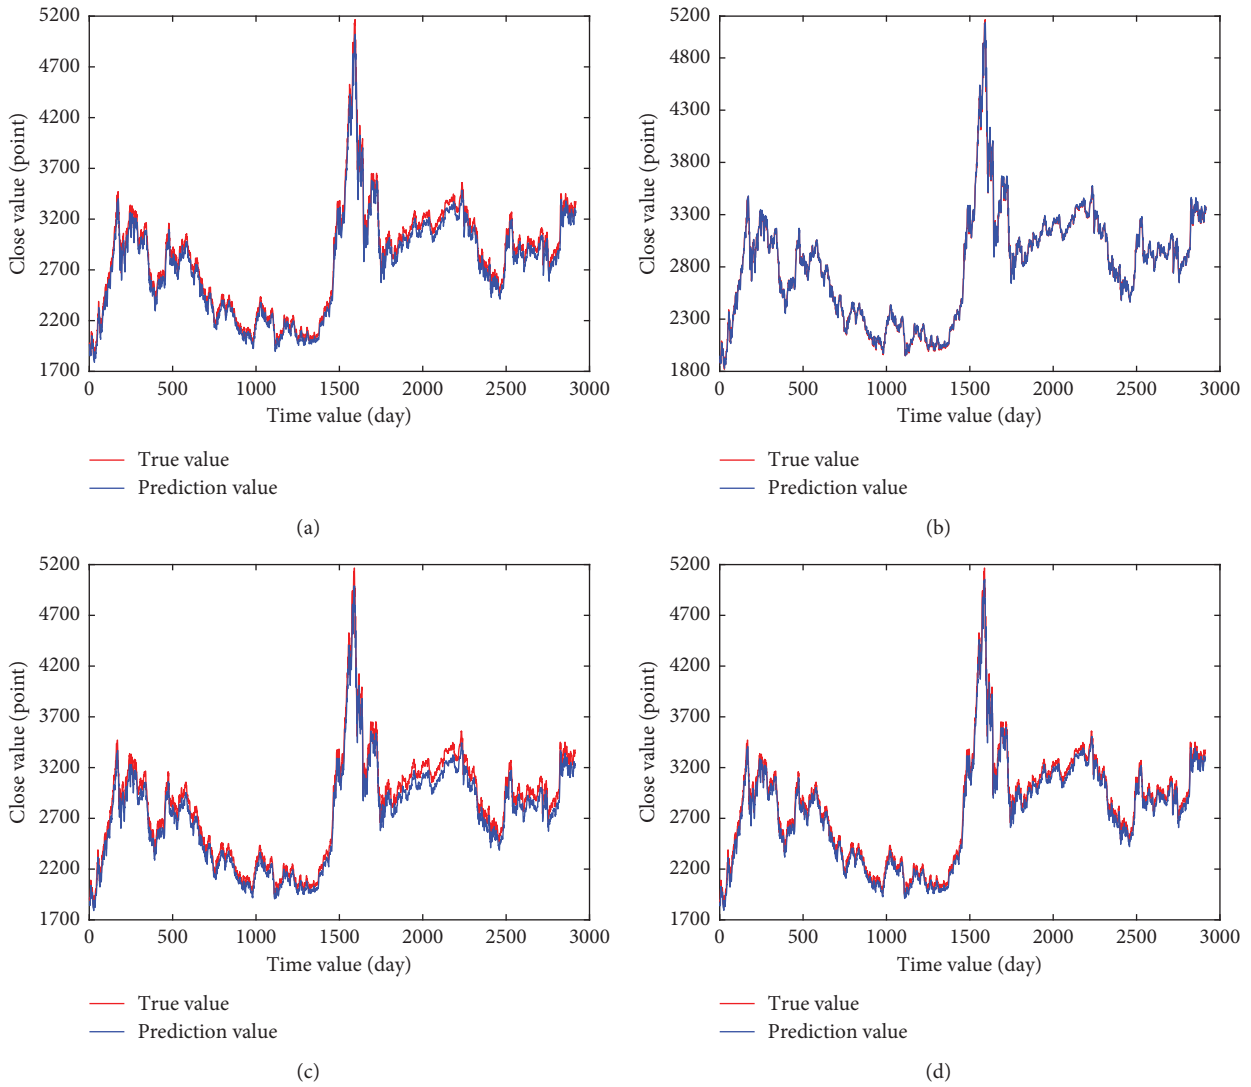 5200
4700
4200
3700
3200
2700
2200
1700
Close value (point)
0 500 1000 1500 2000 2500 3000
Time value (day)
True value
Prediction value
(a)
5200
4800
4300
3800
3300
2800
2300
1800
Close value (point)
0 500 1000 1500 2000 2500 3000
Time value (day)
True value
Prediction value
(b)
5200
4700
4200
3700
3200
2700
2200
1700
Close value (point)
0 500 1000 1500 2000 2500 3000
Time value (day)
True value
Prediction value
(c)
5200
4700
4200
3700
3200
2700
2200
1700
Close value (point)
0 500 1000 1500 2000 2500 3000
Time value (day)
True value
Prediction value
(d)